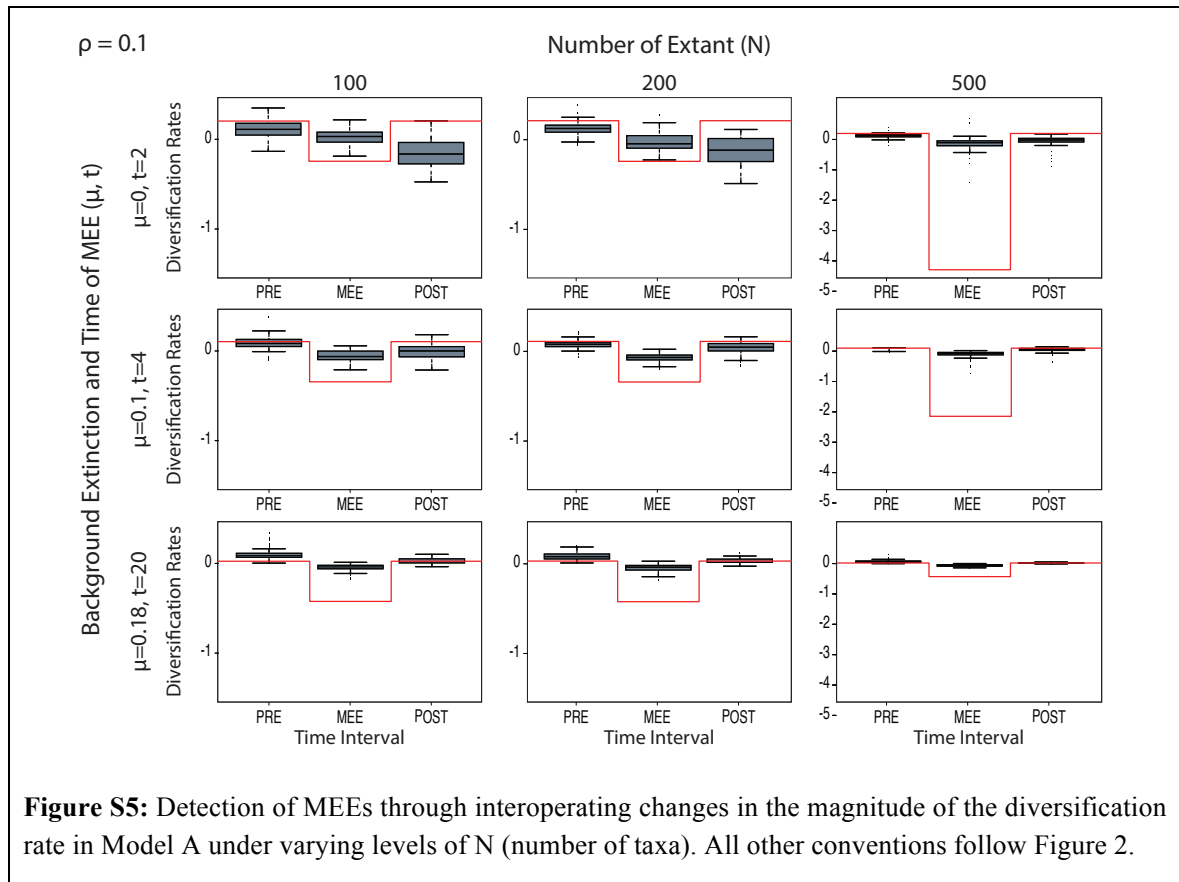 ρ = 0.1
Number of Extant (N)
100 200 500
Background Extinction and Time of MEE (μ, t)
μ=0, t=2
Diversification Rates
0
-1
PRE MEE POST
0
-1
PRE MEE POST
0
-1
-2
-3
-4
-5
PRE MEE POST
μ=0.1, t=4
Diversification Rates
0
-1
PRE MEE POST
0
-1
PRE MEE POST
0
-1
-2
-3
-4
-5
PRE MEE POST
μ=0.18, t=20
Diversification Rates
0
-1
PRE MEE POST
Time Interval
0
-1
PRE MEE POST
Time Interval
0
-1
-2
-3
-4
-5
PRE MEE POST
Time Interval
Figure S5: Detection of MEEs through interoperating changes in the magnitude of the diversification
rate in Model A under varying levels of N (number of taxa). All other conventions follow Figure 2.